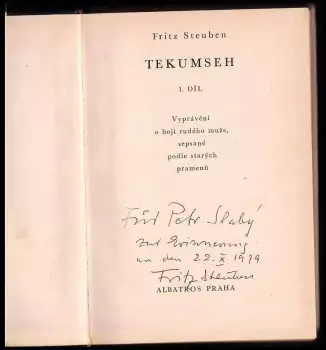 Fritz Steuben
TEKUMSEH
I. DÍL
Vyprávění
o boji rudého muže,
sepsané
podle starých
pramenů
Für Petr Slabý
zur Erinnerung
an den 22. X 1979
Fritz Steuben
ALBATROS PRAHA